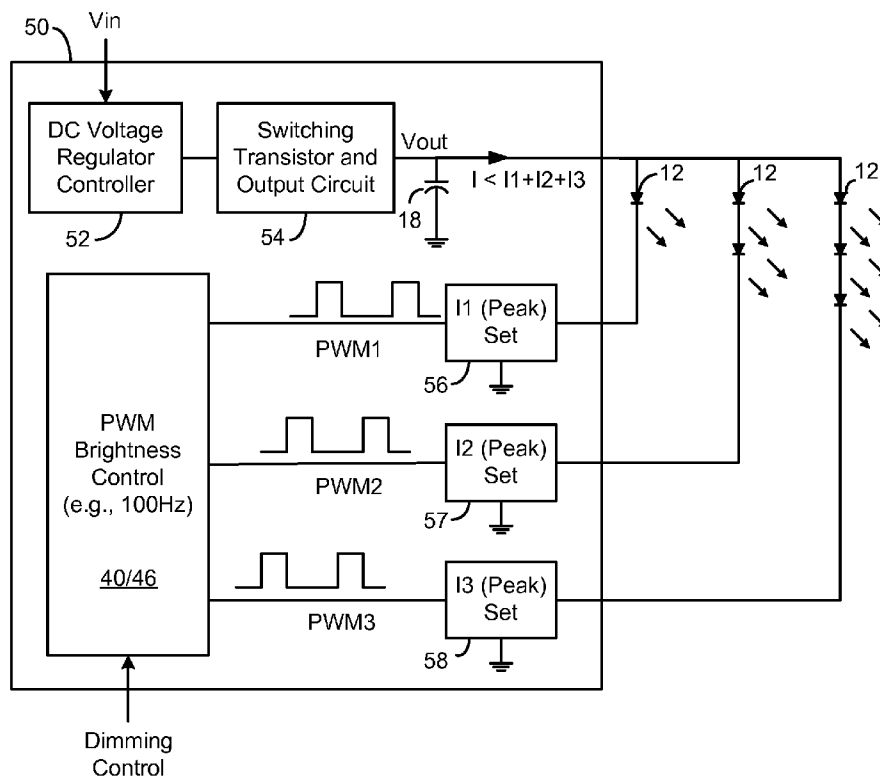 Vin
50
DC Voltage
Regulator
Controller
52
Switching
Transistor and
Output Circuit
54
Vout
18
I < I1+I2+I3
12
12
12
PWM1
I1 (Peak)
Set
56
PWM
Brightness
Control
(e.g., 100Hz)
40/46
PWM2
I2 (Peak)
Set
57
PWM3
I3 (Peak)
Set
58
Dimming
Control